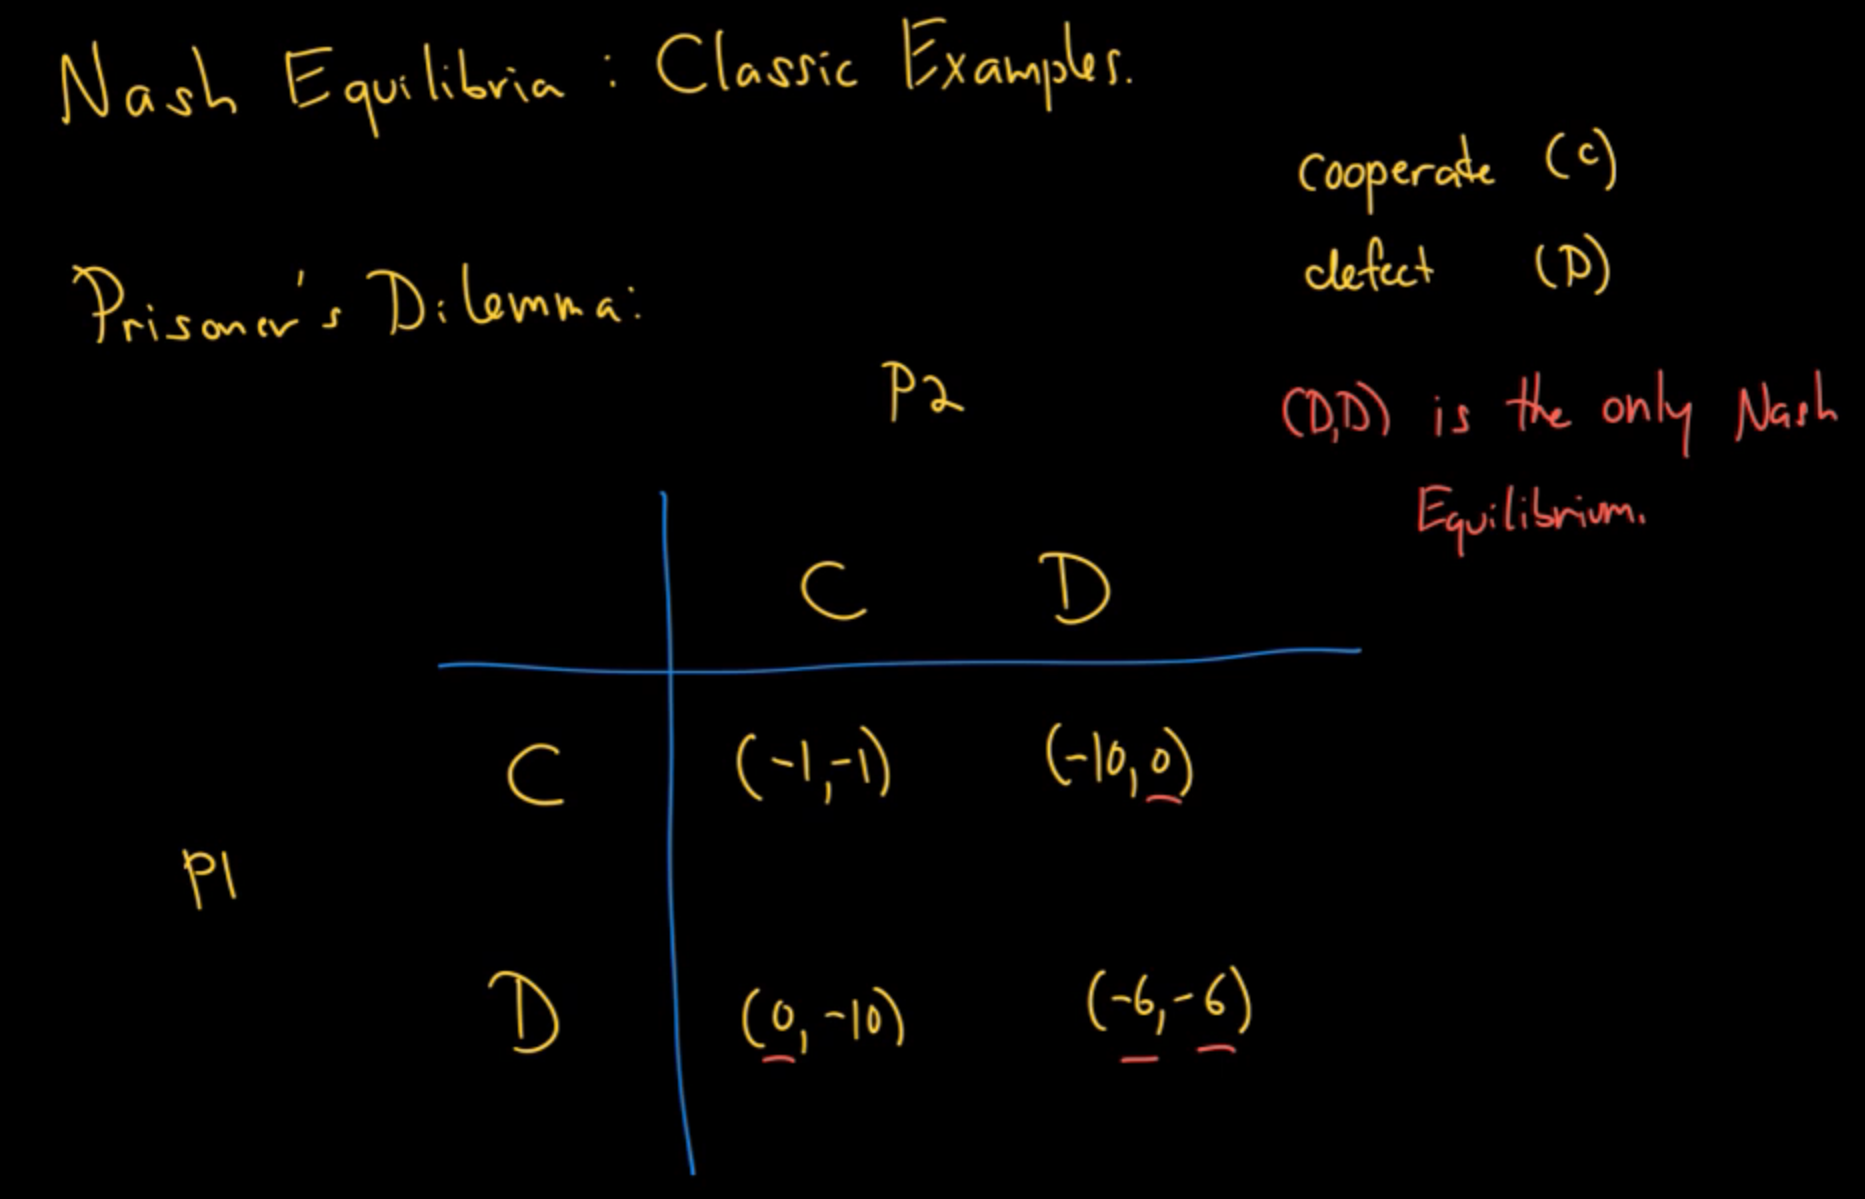 Nash Equilibria : Classic Examples.
cooperate (C)
defect (D)
Prisoner's Dilemma:
(D,D) is the only Nash
Equilibrium.
P2
C D
C (-1,-1) (-10,0)
P1
D (0,-10) (-6,-6)